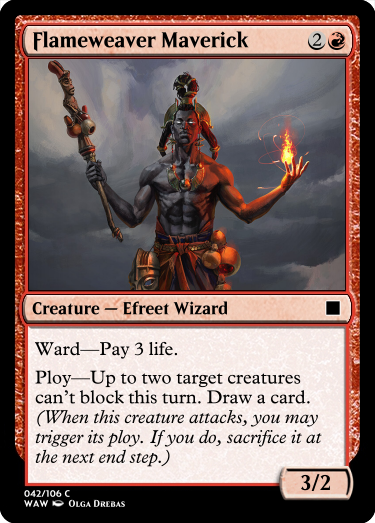 Flameweaver Maverick 2
Creature — Efreet Wizard
Ward—Pay 3 life.
Ploy—Up to two target creatures
can't block this turn. Draw a card.
(When this creature attacks, you may
trigger its ploy. If you do, sacrifice it at
the next end step.)
3/2
042/106 C
WAW Olga Drebas